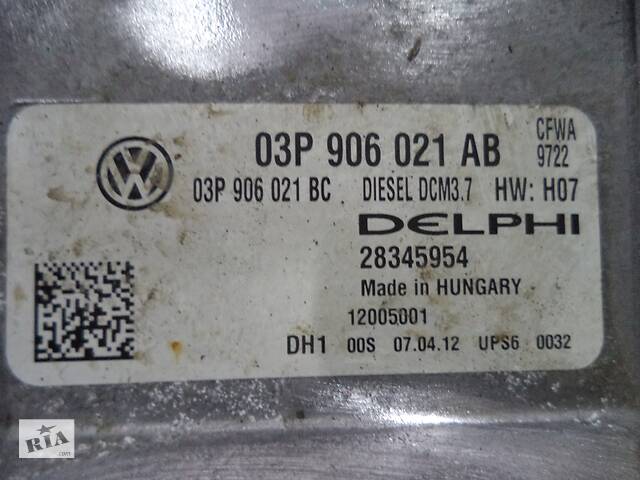 03P 906 021 AB
CFWA
9722
03P 906 021 BC DIESEL DCM3.7 HW: H07
DELPHI
28345954
Made in HUNGARY
12005001
DH1 00S 07.04.12 UPS6 0032
RIA
.com